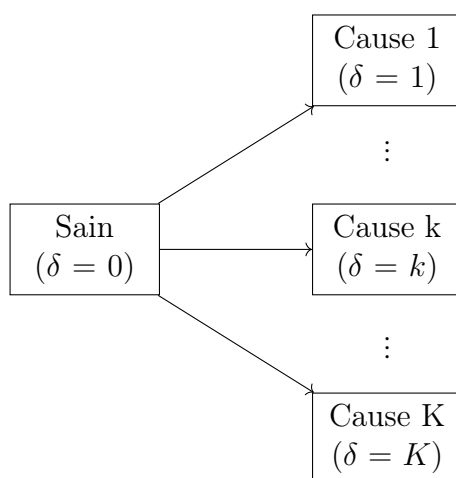 Cause 1
(δ = 1)
⋮
Sain
(δ = 0)
Cause k
(δ = k)
⋮
Cause K
(δ = K)